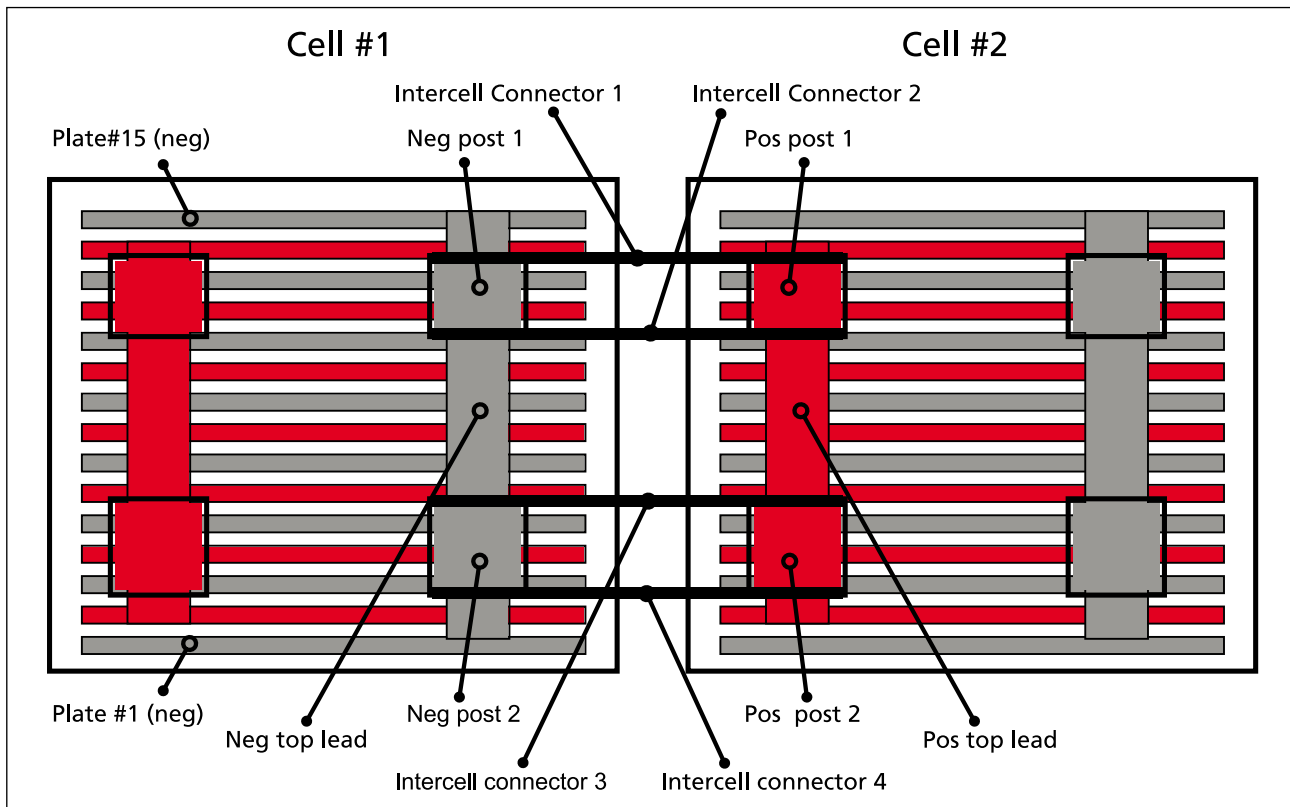 Cell #1
Cell #2
Intercell Connector 1
Intercell Connector 2
Plate#15 (neg)
Neg post 1
Pos post 1
Plate #1 (neg)
Neg post 2
Pos post 2
Neg top lead
Pos top lead
Intercell connector 3
Intercell connector 4